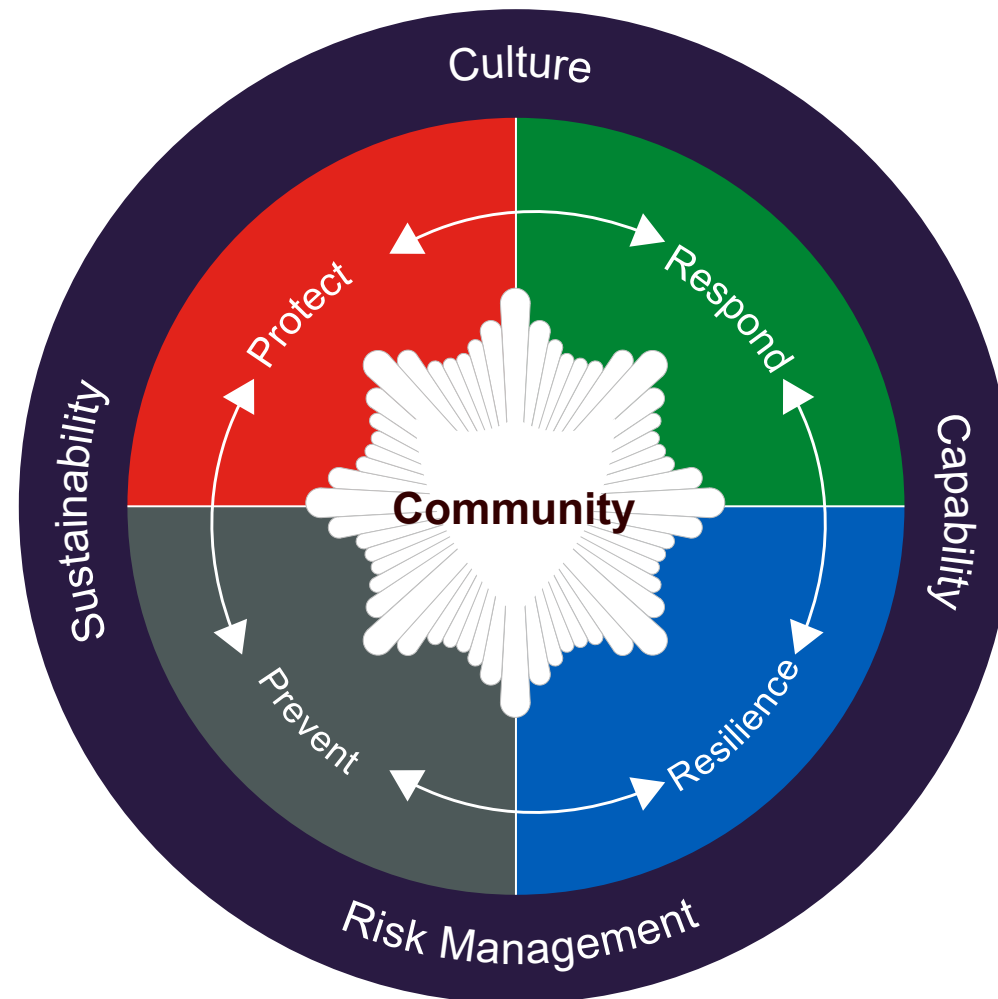 Culture
Protect
Respond
Sustainability
Community
Capability
Prevent
Resilience
Risk Management